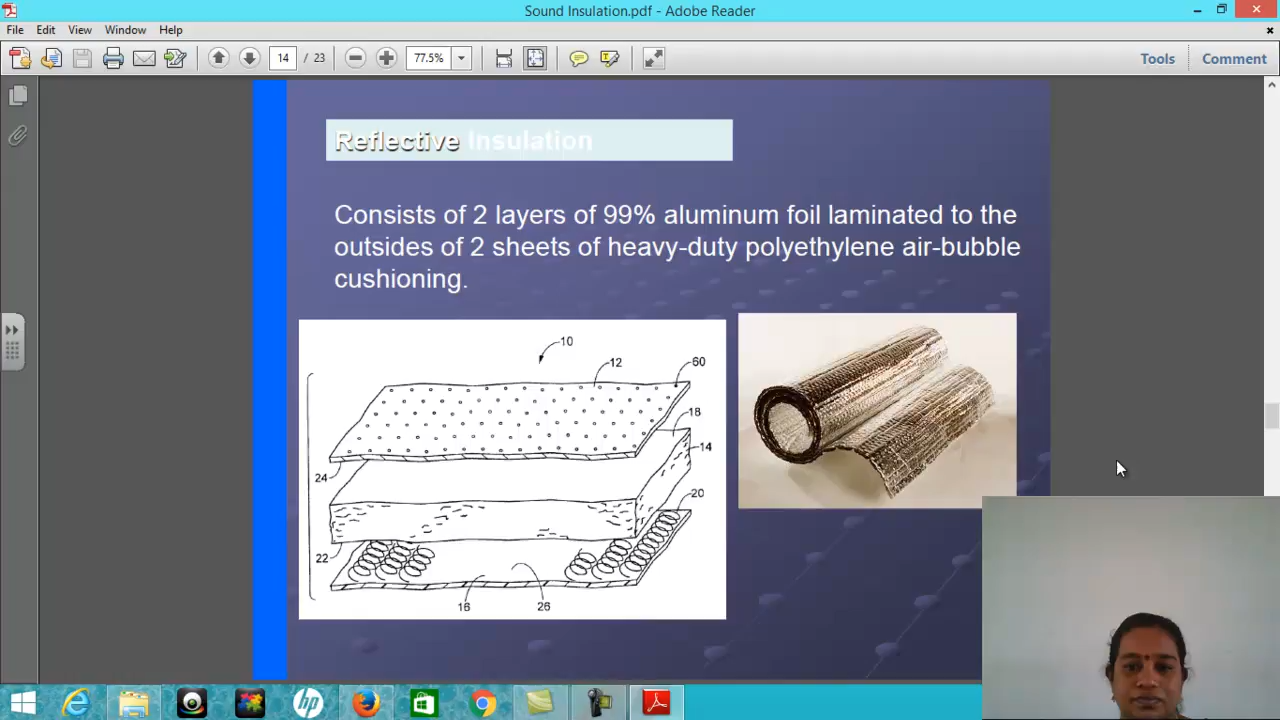 Sound Insulation.pdf - Adobe Reader
File Edit View Window Help
14 / 23 77.5% Tools Comment
Reflective Insulation
Consists of 2 layers of 99% aluminum foil laminated to the
outsides of 2 sheets of heavy-duty polyethylene air-bubble
cushioning.
10
12
60
18
14
24
20
22
16
26
hp